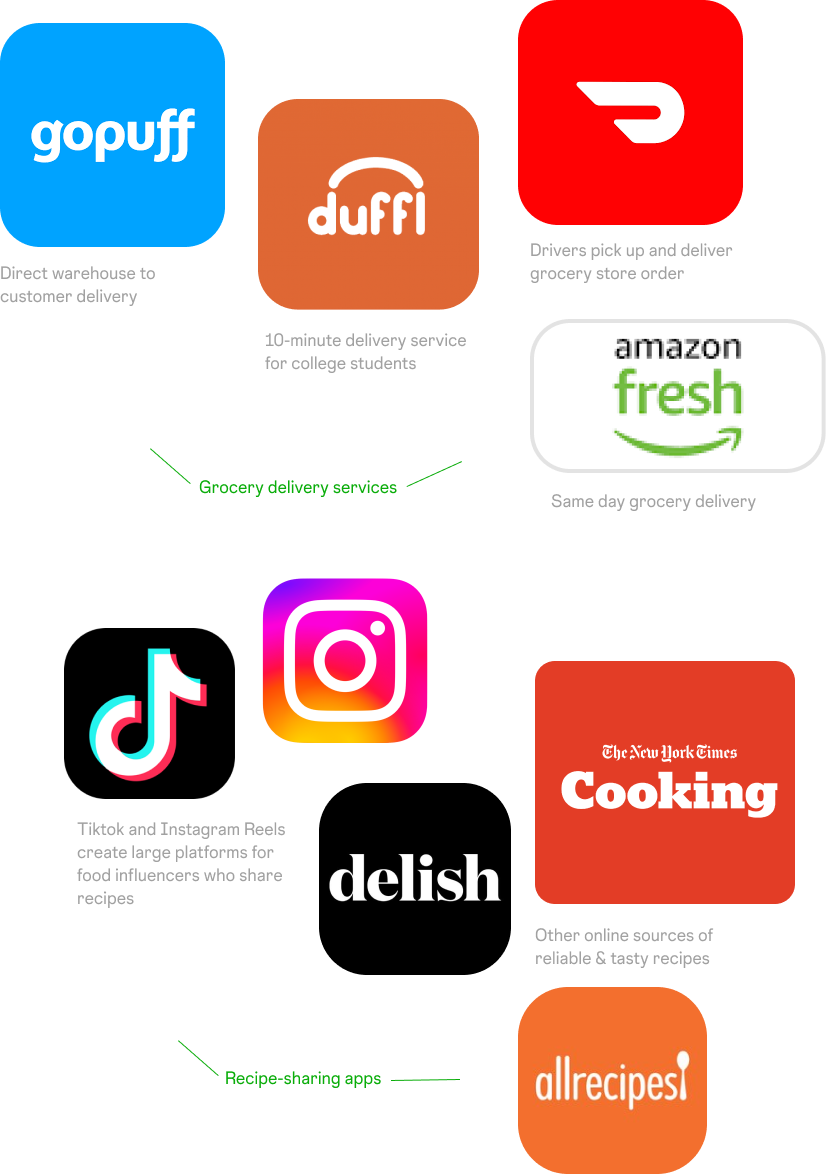 gopuff
Direct warehouse to
customer delivery
duffl
10-minute delivery service
for college students
Drivers pick up and deliver
grocery store order
amazon
fresh
Same day grocery delivery
Grocery delivery services
Tiktok and Instagram Reels
create large platforms for
food influencers who share
recipes
delish
The New York Times
Cooking
Other online sources of
reliable & tasty recipes
allrecipes
Recipe-sharing apps